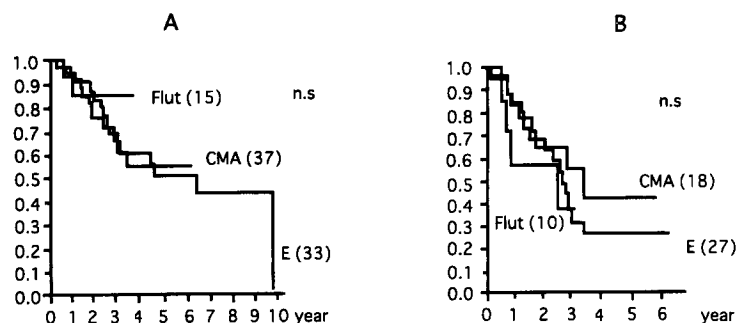 A
1.0
0.9
0.8
0.7
0.6
0.5
0.4
0.3
0.2
0.1
0.0
Flut (15)
n.s
CMA (37)
E (33)
0 1 2 3 4 5 6 7 8 9 10 year
B
1.0
0.9
0.8
0.7
0.6
0.5
0.4
0.3
0.2
0.1
0.0
n.s
CMA (18)
Flut (10)
E (27)
0 1 2 3 4 5 6 year